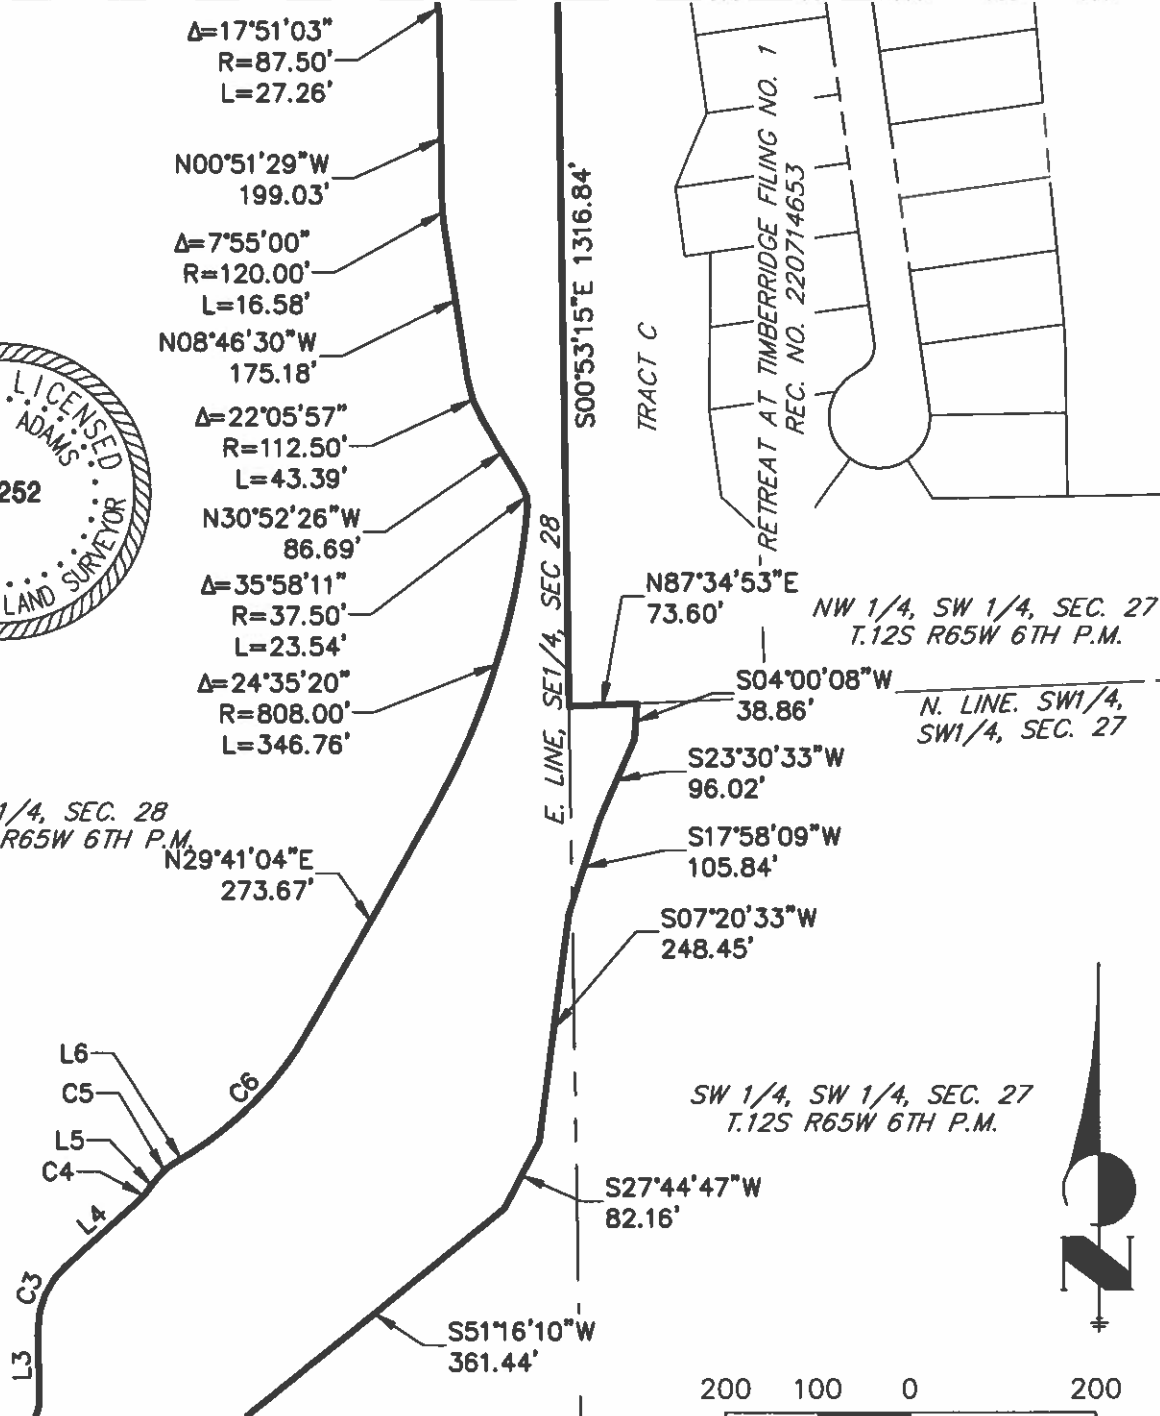 Δ=17°51'03"
R=87.50'
L=27.26'
N00°51'29"W
199.03'
Δ=7°55'00"
R=120.00'
L=16.58'
N08°46'30"W
175.18'
Δ=22°05'57"
R=112.50'
L=43.39'
N30°52'26"W
86.69'
Δ=35°58'11"
R=37.50'
L=23.54'
Δ=24°35'20"
R=808.00'
L=346.76'
LICENSED
ADAMS
252
LAND SURVEYOR
1/4, SEC. 28
R65W 6TH P.M.
N29°41'04"E
273.67'
S00°53'15"E 1316.84'
TRACT C
RETREAT AT TIMBERRIDGE FILING NO. 1
REC. NO. 220714653
E. LINE, SE1/4, SEC 28
N87°34'53"E
73.60'
NW 1/4, SW 1/4, SEC. 27
T.12S R65W 6TH P.M.
S04°00'08"W
38.86'
N. LINE. SW1/4,
SW1/4, SEC. 27
S23°30'33"W
96.02'
S17°58'09"W
105.84'
S07°20'33"W
248.45'
L6
C5
L5
C4
C6
L4
C3
L3
SW 1/4, SW 1/4, SEC. 27
T.12S R65W 6TH P.M.
S27°44'47"W
82.16'
S51°16'10"W
361.44'
N
200 100 0 200